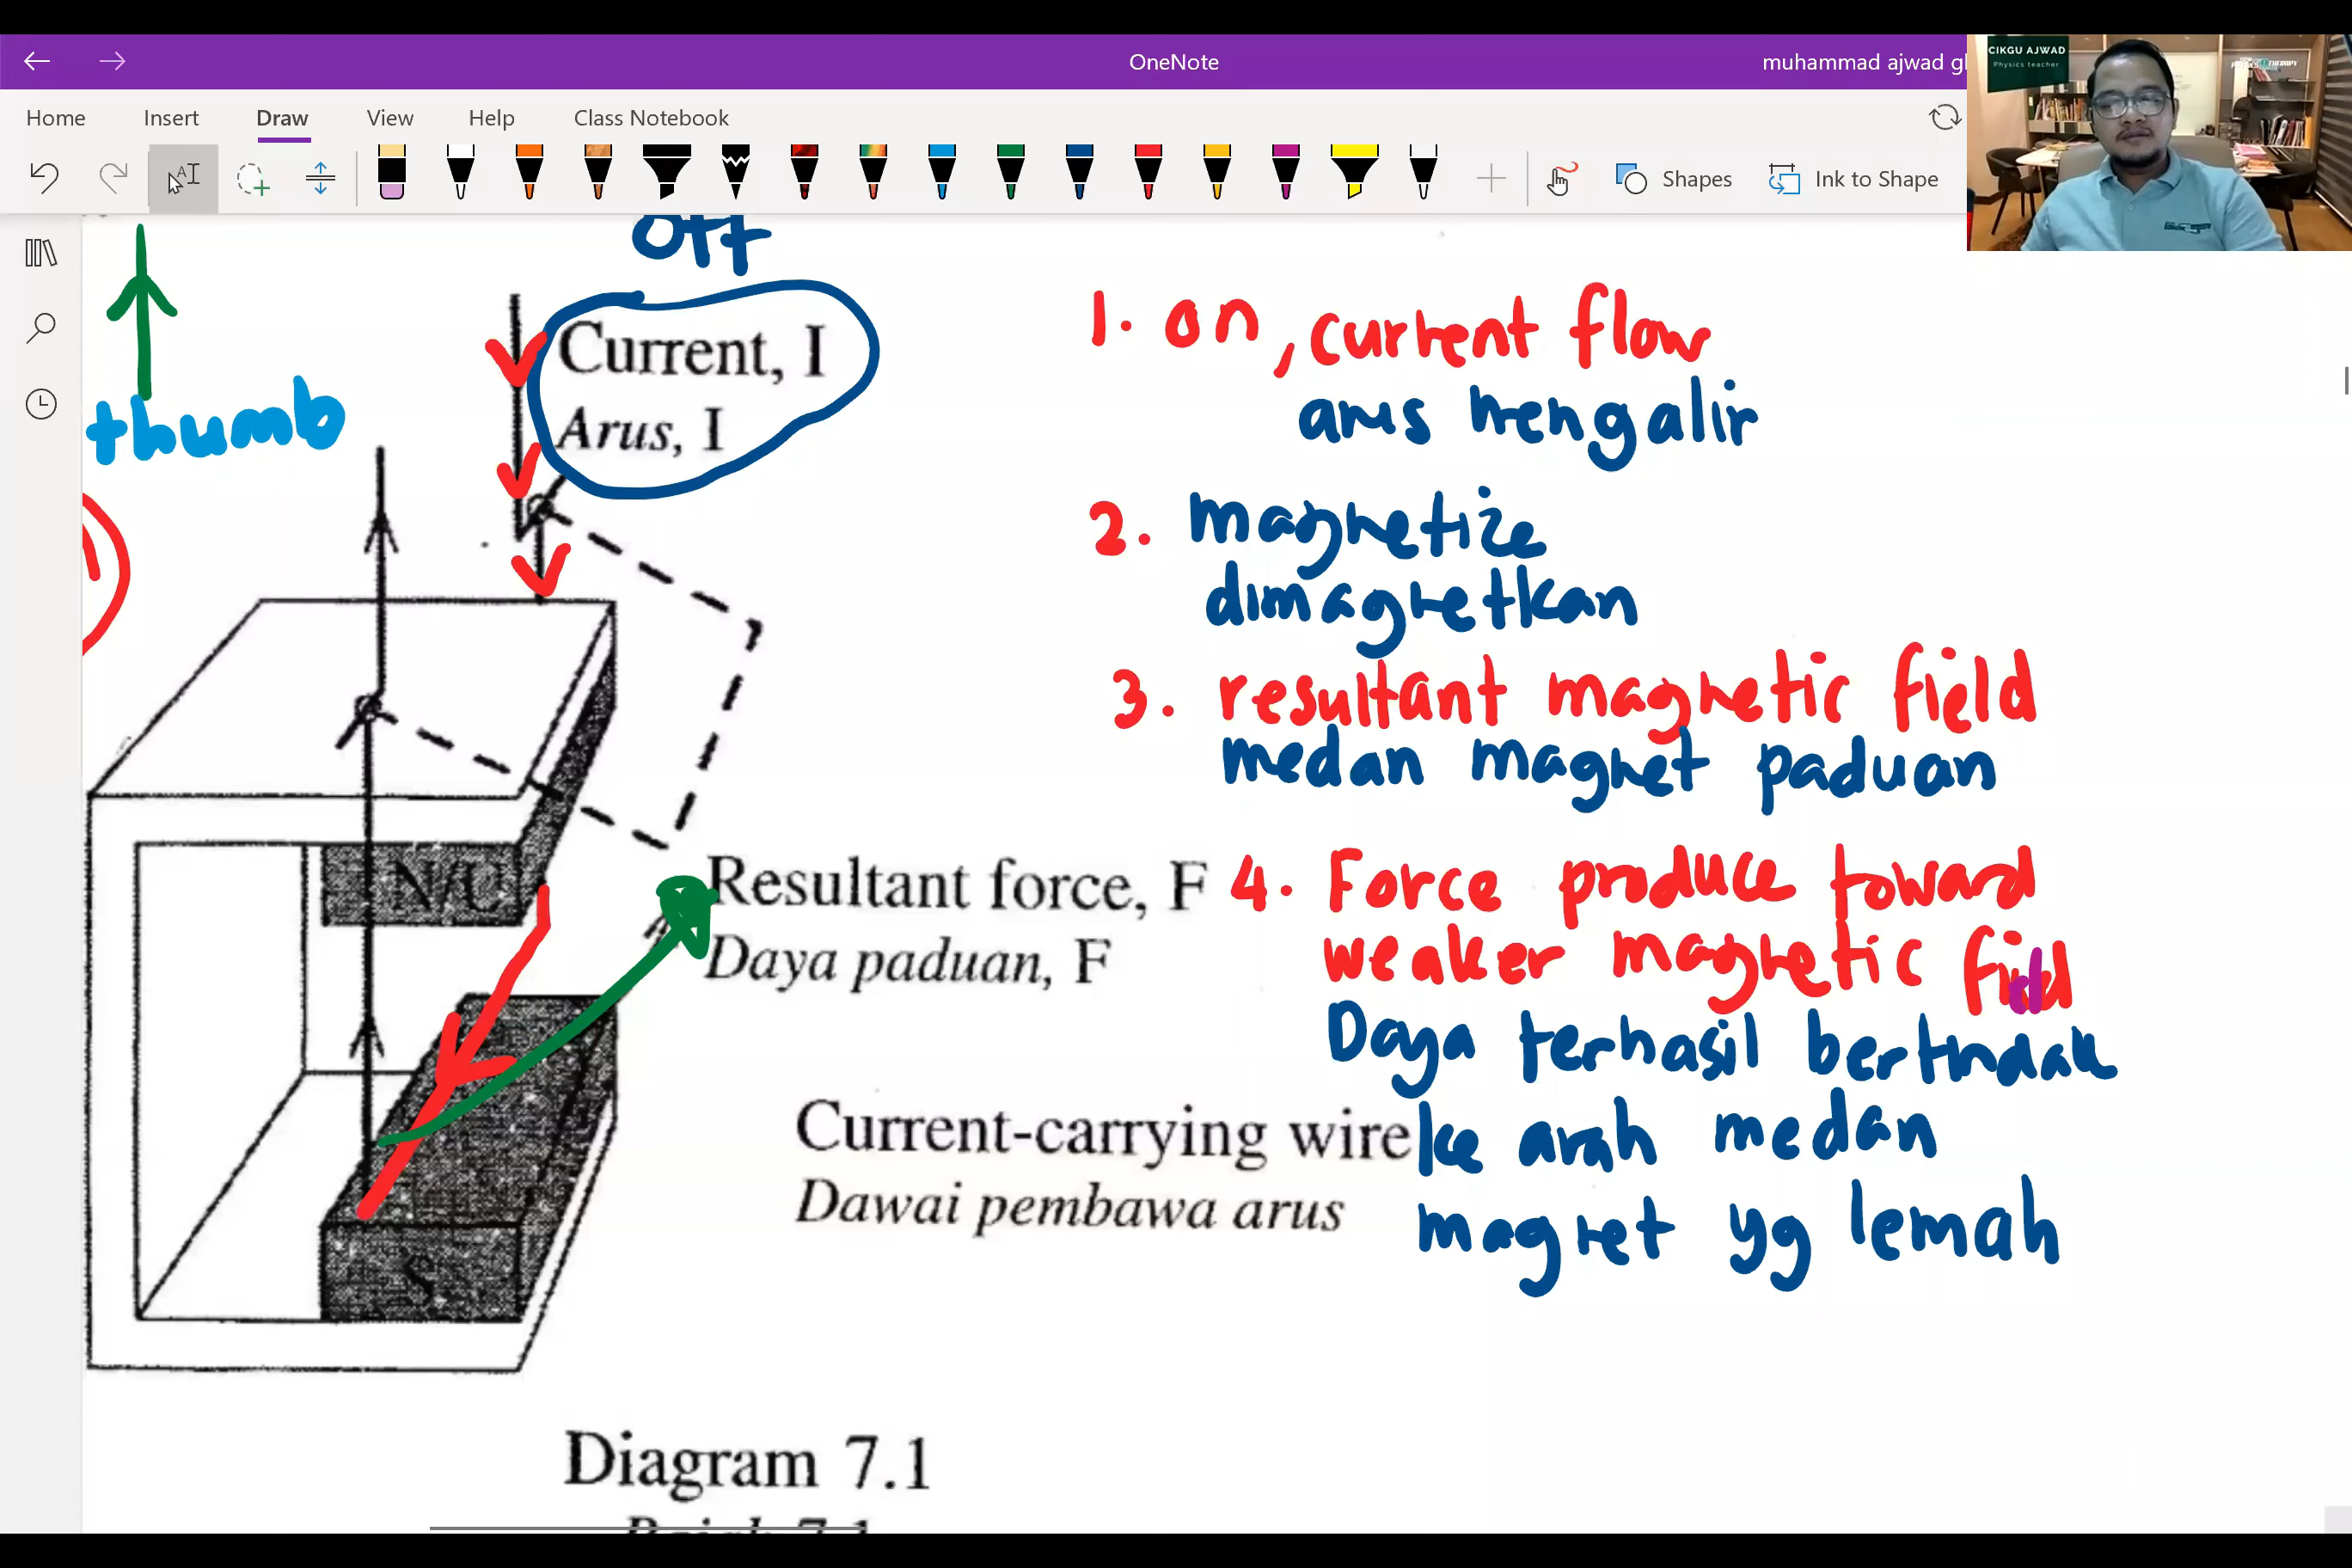 OneNote
muhammad ajwad gl
CIKGU AJWAD
Physics teacher
Home Insert Draw View Help Class Notebook
Shapes Ink to Shape
off
Current, I
Arus, I
thumb
N/U
S
Resultant force, F
Daya paduan, F
Current-carrying wire
Dawai pembawa arus
Diagram 7.1
1. on, current flow
arus mengalir
2. magnetize
dimagnetkan
3. resultant magnetic field
medan magnet paduan
4. Force produce toward
weaker magnetic field
Daya terhasil bertindak
ke arah medan
magnet yg lemah